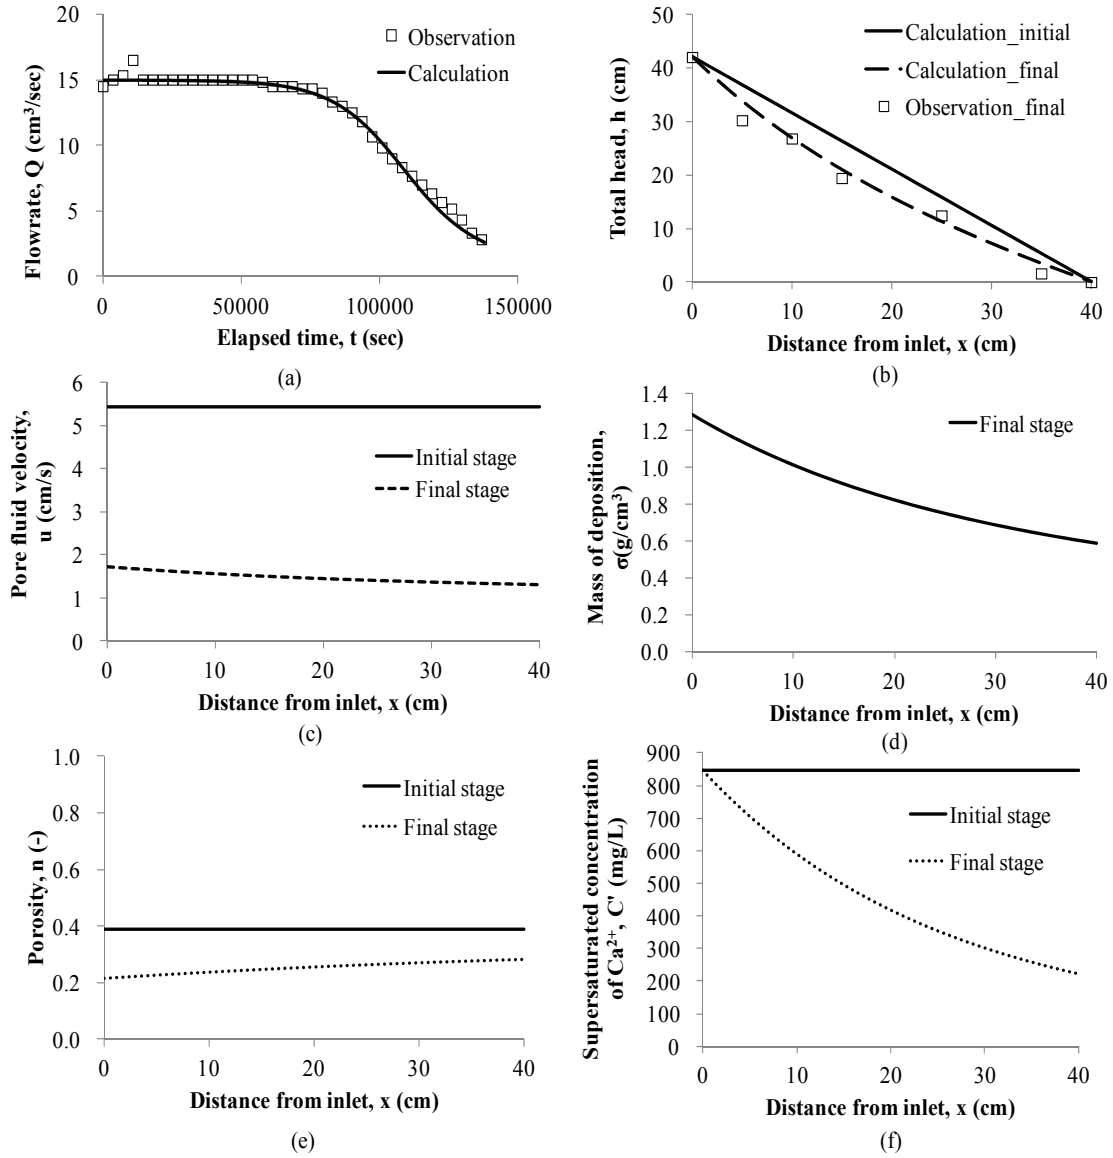 20
15
10
5
0
Flowrate, Q (cm³/sec)
Observation
Calculation
0 50000 100000 150000
Elapsed time, t (sec)
(a)
50
40
30
20
10
0
Total head, h (cm)
Calculation_initial
Calculation_final
Observation_final
0 10 20 30 40
Distance from inlet, x (cm)
(b)
6
5
4
3
2
1
0
Pore fluid velocity,
u (cm/s)
Initial stage
Final stage
0 10 20 30 40
Distance from inlet, x (cm)
(c)
1.4
1.2
1.0
0.8
0.6
0.4
0.2
0.0
Mass of deposition,
σ(g/cm³)
Final stage
0 10 20 30 40
Distance from inlet, x (cm)
(d)
1.0
0.8
0.6
0.4
0.2
0.0
Porosity, n (-)
Initial stage
Final stage
0 10 20 30 40
Distance from inlet, x (cm)
(e)
900
800
700
600
500
400
300
200
100
0
Supersaturated concentration
of Ca²⁺, C' (mg/L)
Initial stage
Final stage
0 10 20 30 40
Distance from inlet, x (cm)
(f)